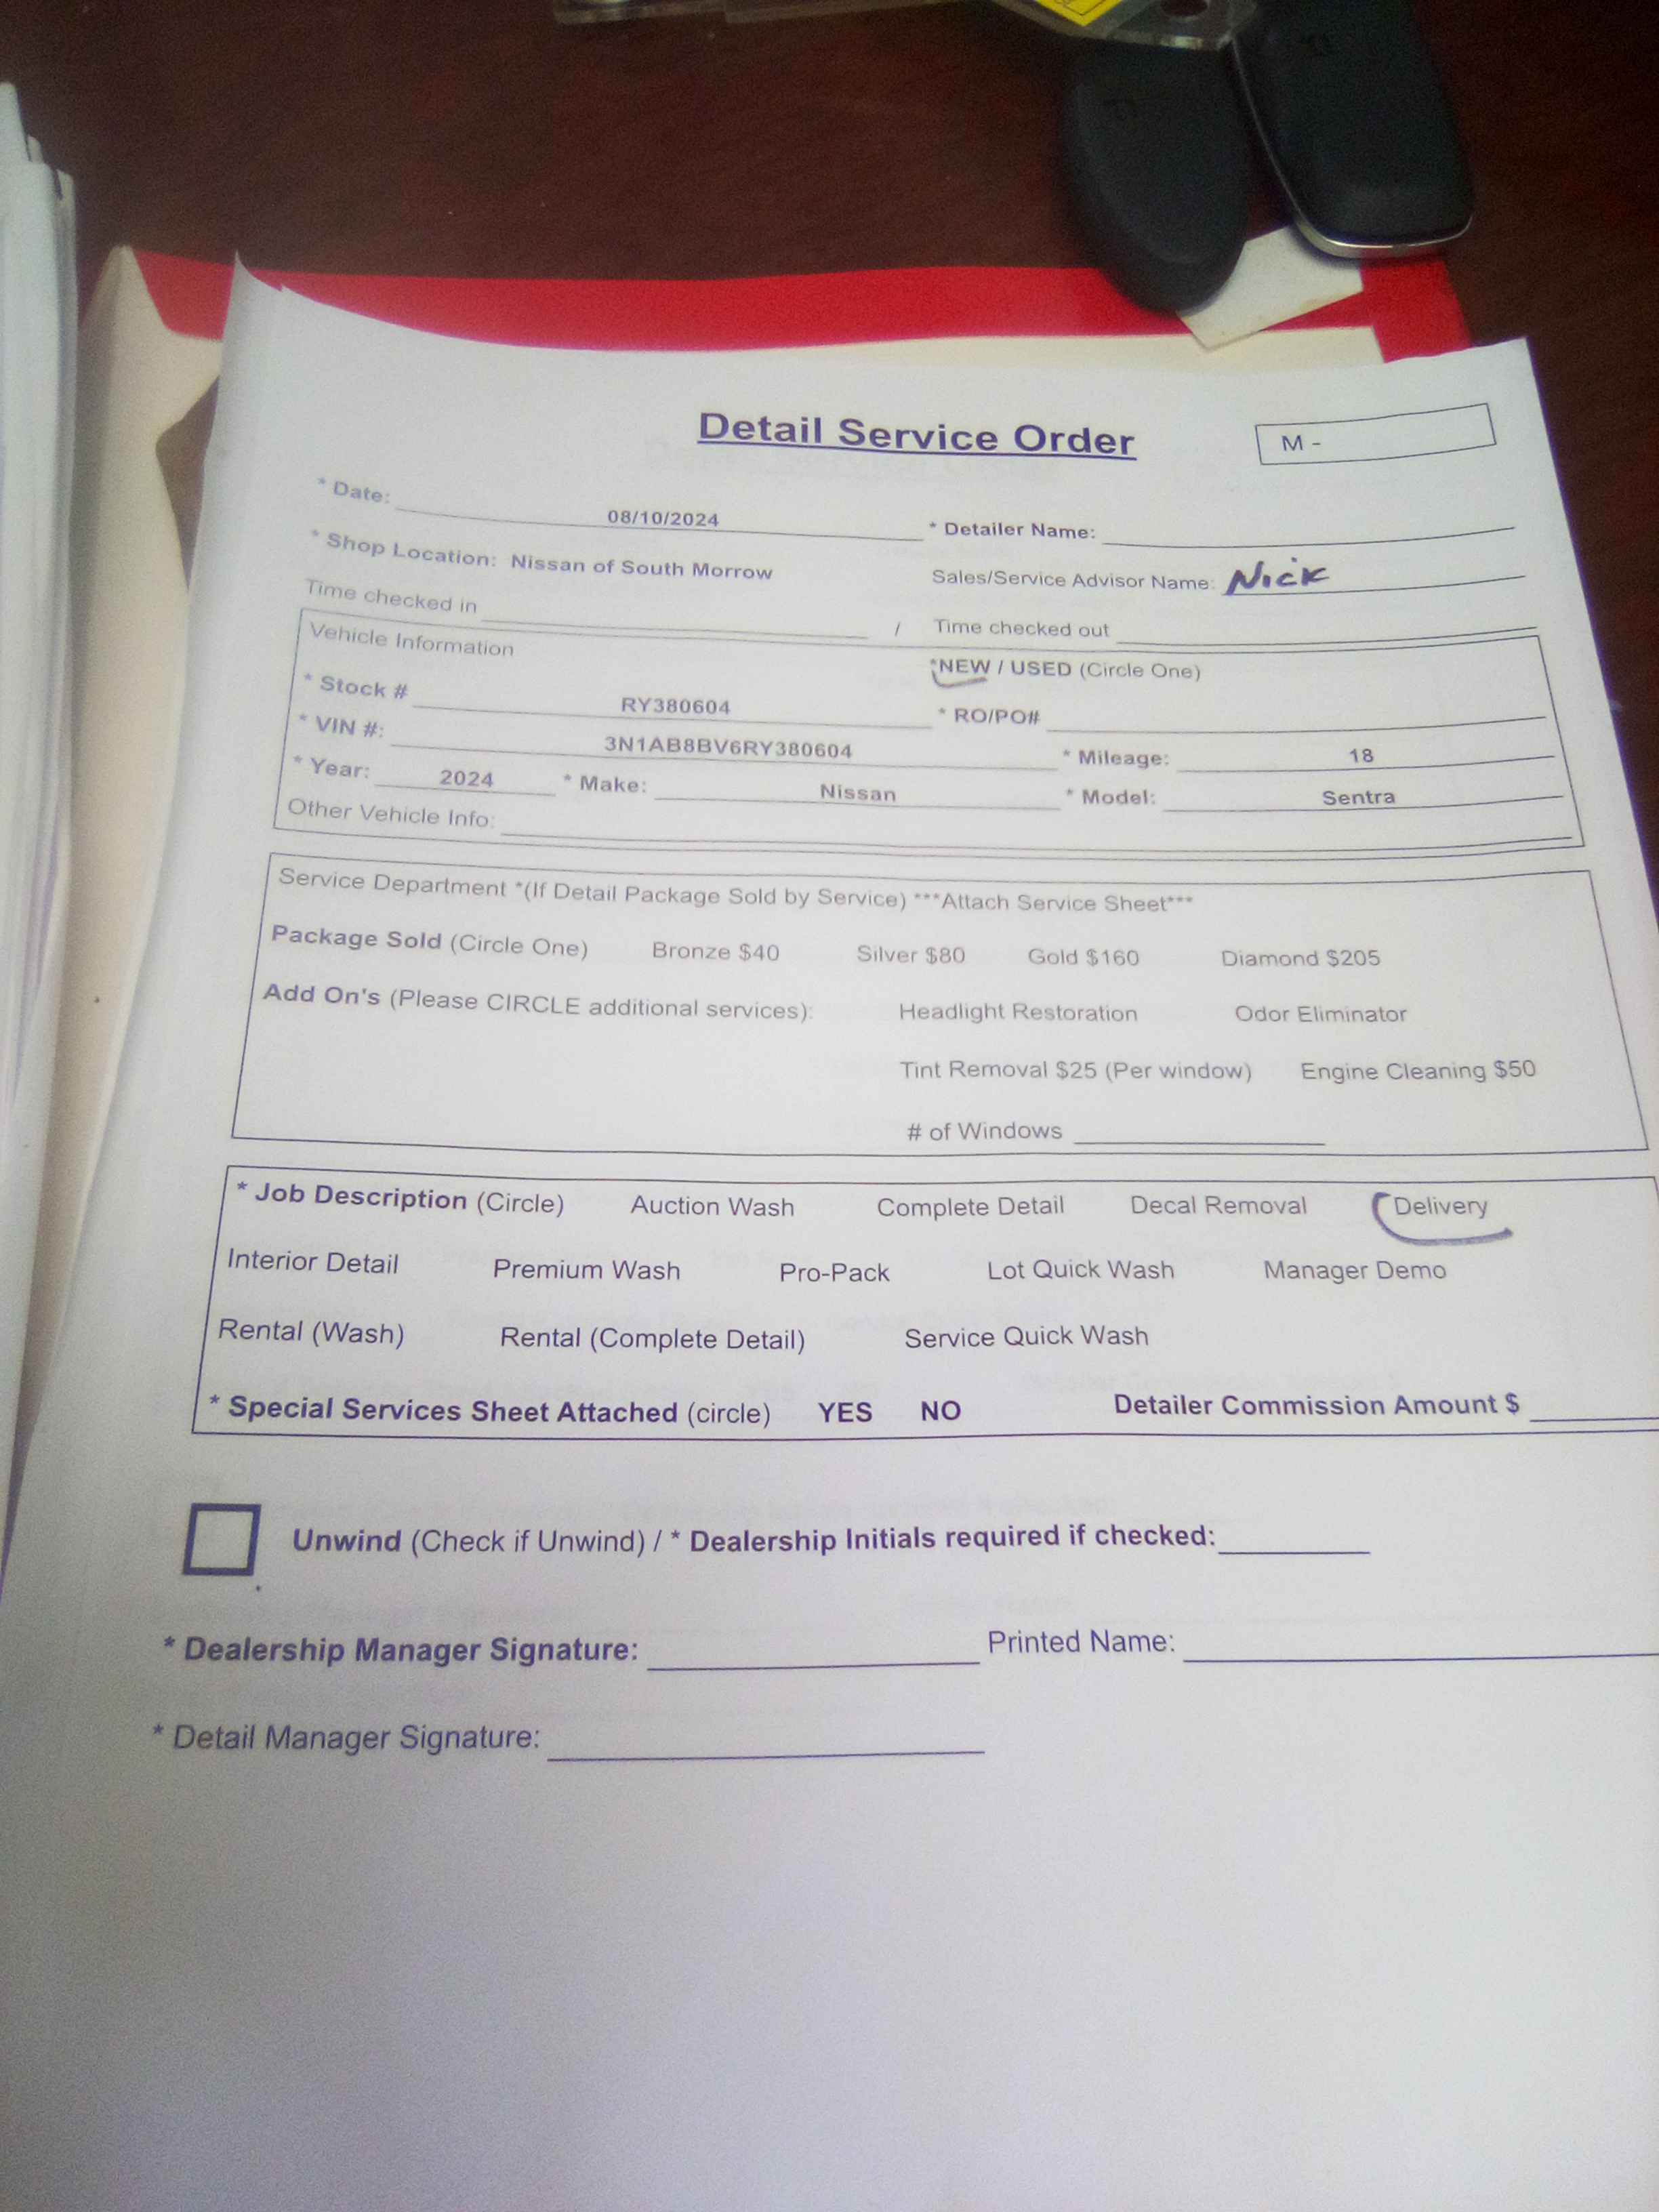 Detail Service Order
M -
* Date: 08/10/2024 * Detailer Name:
* Shop Location: Nissan of South Morrow Sales/Service Advisor Name: Nick
Time checked in / Time checked out
Vehicle Information *NEW / USED (Circle One)
* Stock # RY380604 * RO/PO#
* VIN #: 3N1AB8BV6RY380604 * Mileage: 18
* Year: 2024 * Make: Nissan * Model: Sentra
Other Vehicle Info:
Service Department *(If Detail Package Sold by Service) ***Attach Service Sheet***
Package Sold (Circle One) Bronze $40 Silver $80 Gold $160 Diamond $205
Add On's (Please CIRCLE additional services): Headlight Restoration Odor Eliminator
Tint Removal $25 (Per window) Engine Cleaning $50
# of Windows
* Job Description (Circle) Auction Wash Complete Detail Decal Removal Delivery
Interior Detail Premium Wash Pro-Pack Lot Quick Wash Manager Demo
Rental (Wash) Rental (Complete Detail) Service Quick Wash
* Special Services Sheet Attached (circle) YES NO Detailer Commission Amount $
Unwind (Check if Unwind) / * Dealership Initials required if checked:
* Dealership Manager Signature: Printed Name:
* Detail Manager Signature: